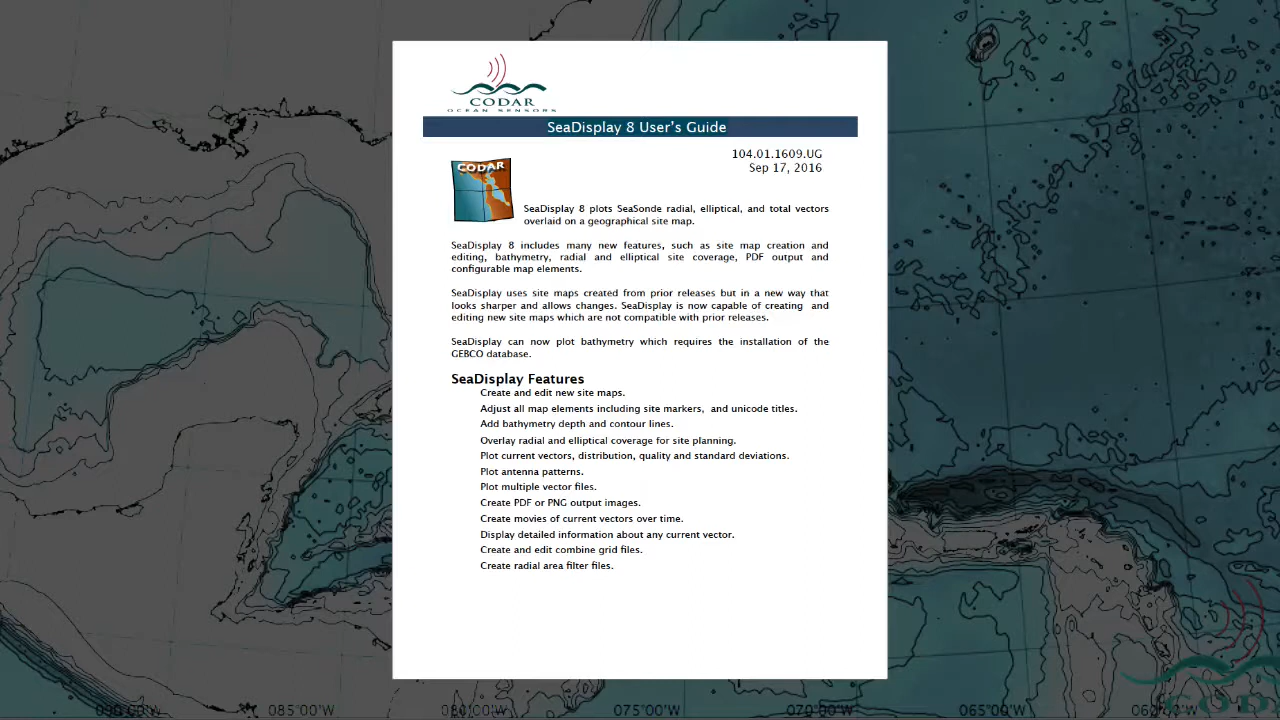 CODAR
OCEAN SENSORS
SeaDisplay 8 User's Guide
104.01.1609.UG
Sep 17, 2016
CODAR
SeaDisplay 8 plots SeaSonde radial, elliptical, and total vectors
overlaid on a geographical site map.
SeaDisplay 8 includes many new features, such as site map creation and
editing, bathymetry, radial and elliptical site coverage, PDF output and
configurable map elements.
SeaDisplay uses site maps created from prior releases but in a new way that
looks sharper and allows changes. SeaDisplay is now capable of creating and
editing new site maps which are not compatible with prior releases.
SeaDisplay can now plot bathymetry which requires the installation of the
GEBCO database.
SeaDisplay Features
Create and edit new site maps.
Adjust all map elements including site markers, and unicode titles.
Add bathymetry depth and contour lines.
Overlay radial and elliptical coverage for site planning.
Plot current vectors, distribution, quality and standard deviations.
Plot antenna patterns.
Plot multiple vector files.
Create PDF or PNG output images.
Create movies of current vectors over time.
Display detailed information about any current vector.
Create and edit combine grid files.
Create radial area filter files.
090°00'W 085°00'W 080°00'W 075°00'W 070°00'W 065°00'W
CODAR